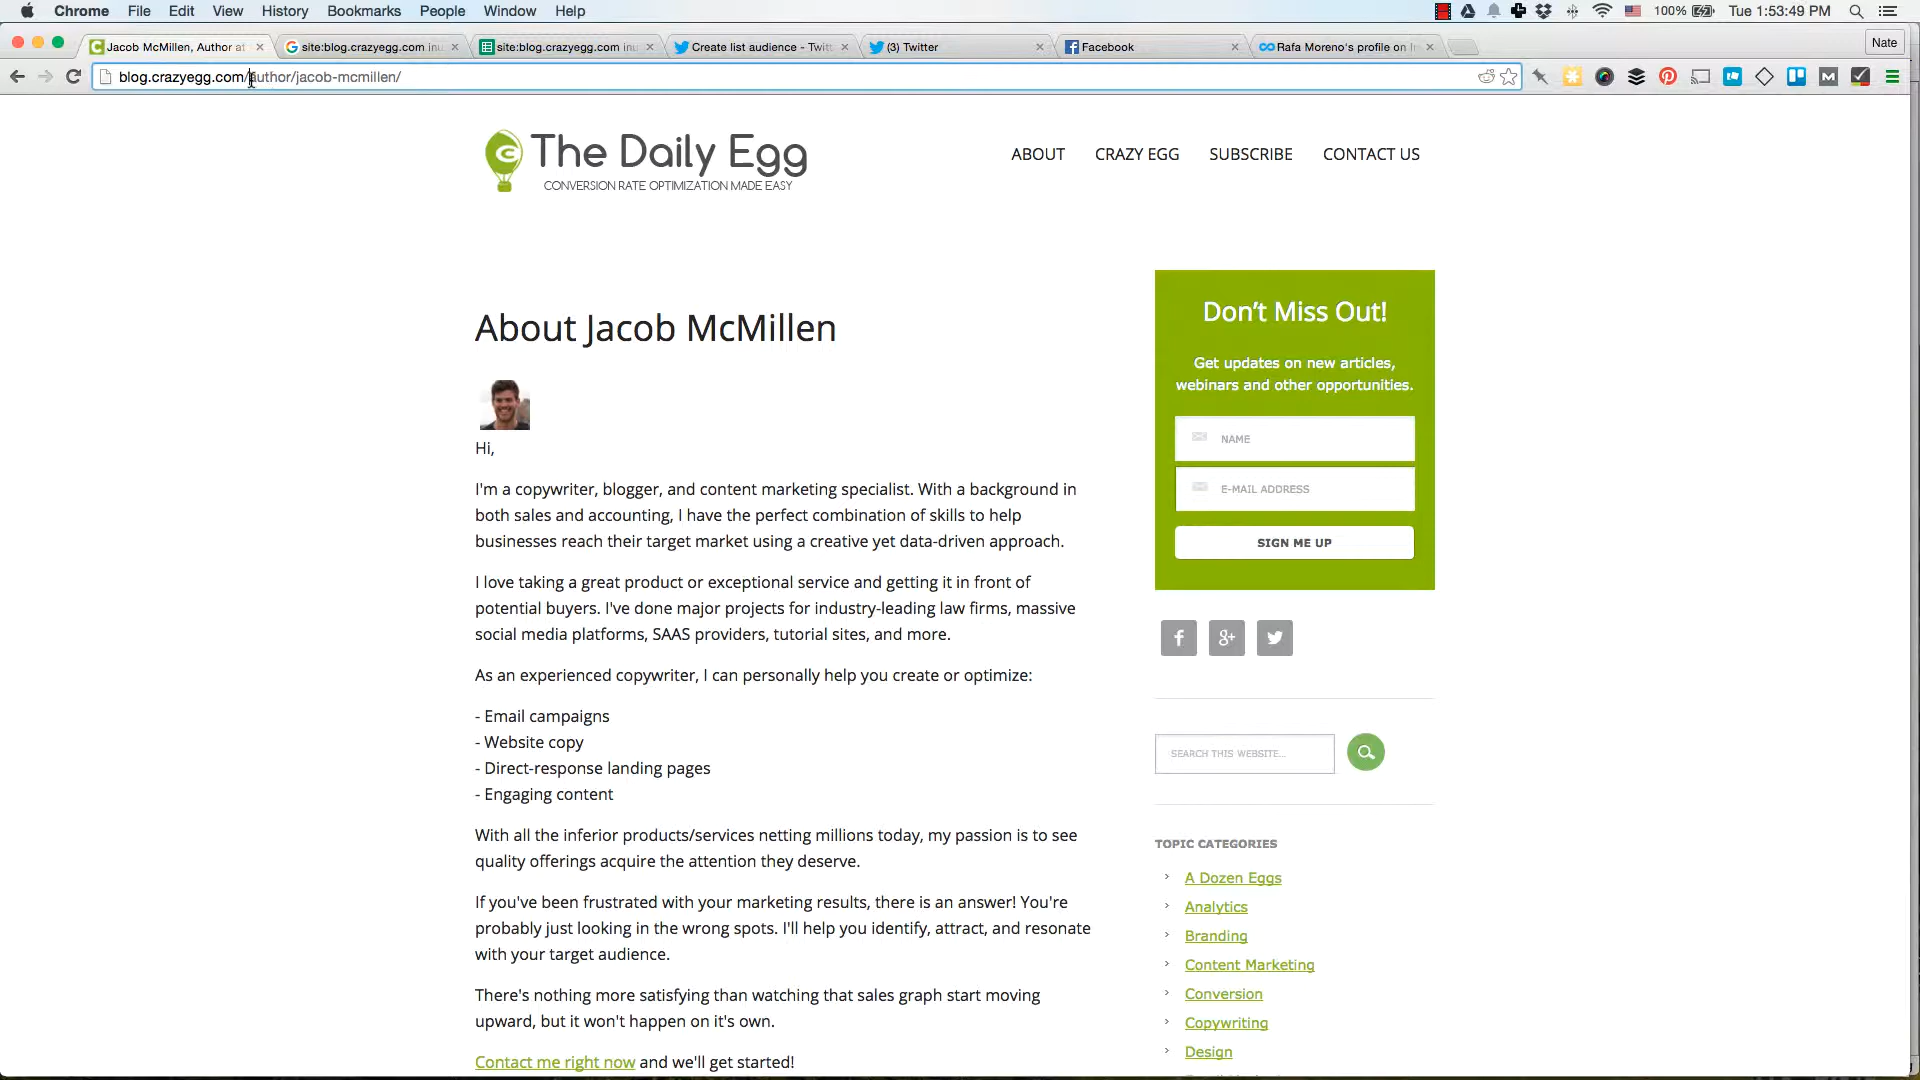 Chrome File Edit View History Bookmarks People Window Help 100% Tue 1:53:49 PM
Jacob McMillen, Author at site:blog.crazyegg.com inu site:blog.crazyegg.com inu Create list audience - Twitt (3) Twitter Facebook Rafa Moreno's profile on Nate
blog.crazyegg.com/author/jacob-mcmillen/
The Daily Egg
CONVERSION RATE OPTIMIZATION MADE EASY
ABOUT CRAZY EGG SUBSCRIBE CONTACT US
About Jacob McMillen
Hi,
I'm a copywriter, blogger, and content marketing specialist. With a background in
both sales and accounting, I have the perfect combination of skills to help
businesses reach their target market using a creative yet data-driven approach.
I love taking a great product or exceptional service and getting it in front of
potential buyers. I've done major projects for industry-leading law firms, massive
social media platforms, SAAS providers, tutorial sites, and more.
As an experienced copywriter, I can personally help you create or optimize:
- Email campaigns
- Website copy
- Direct-response landing pages
- Engaging content
With all the inferior products/services netting millions today, my passion is to see
quality offerings acquire the attention they deserve.
If you've been frustrated with your marketing results, there is an answer! You're
probably just looking in the wrong spots. I'll help you identify, attract, and resonate
with your target audience.
There's nothing more satisfying than watching that sales graph start moving
upward, but it won't happen on it's own.
Contact me right now and we'll get started!
Don't Miss Out!
Get updates on new articles,
webinars and other opportunities.
NAME
E-MAIL ADDRESS
SIGN ME UP
SEARCH THIS WEBSITE...
TOPIC CATEGORIES
A Dozen Eggs
Analytics
Branding
Content Marketing
Conversion
Copywriting
Design